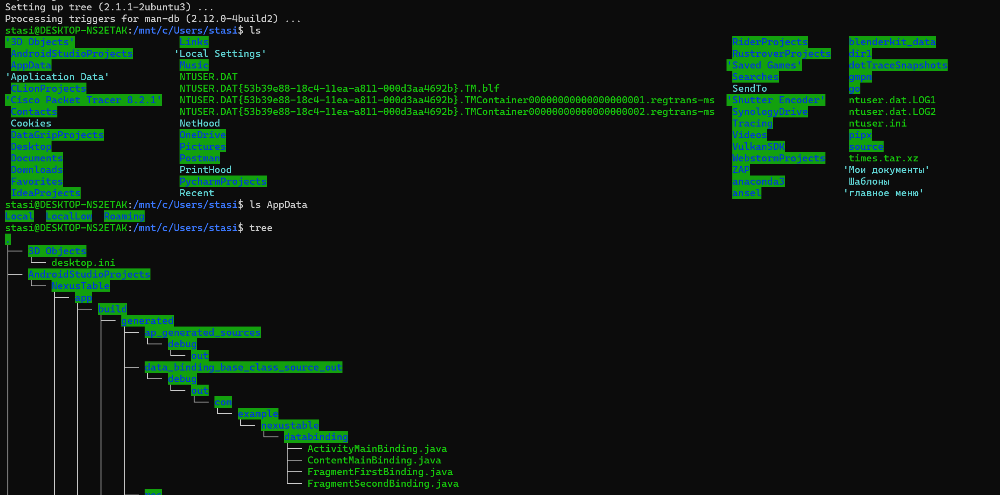 Setting up tree (2.1.1-2ubuntu3) ...
Processing triggers for man-db (2.12.0-4build2) ...
stasi@DESKTOP-NS2ETAK:/mnt/c/Users/stasi$ ls
'3D Objects' Links RiderProjects blenderkit_data
AndroidStudioProjects 'Local Settings' RustroverProjects dir1
AppData Music 'Saved Games' dotTraceSnapshots
'Application Data' NTUSER.DAT Searches gmpm
CLionProjects NTUSER.DAT{53b39e88-18c4-11ea-a811-000d3aa4692b}.TM.blf SendTo go
'Cisco Packet Tracer 8.2.1' NTUSER.DAT{53b39e88-18c4-11ea-a811-000d3aa4692b}.TMContainer00000000000000000001.regtrans-ms 'Shutter Encoder' ntuser.dat.LOG1
Contacts NTUSER.DAT{53b39e88-18c4-11ea-a811-000d3aa4692b}.TMContainer00000000000000000002.regtrans-ms SynologyDrive ntuser.dat.LOG2
Cookies NetHood Tracing ntuser.ini
DataGripProjects OneDrive Videos pipx
Desktop Pictures VulkanSDK source
Documents Postman WebstormProjects times.tar.xz
Downloads PrintHood ZAP 'Мои документы'
Favorites PycharmProjects anaconda3 Шаблоны
IdeaProjects Recent ansel 'главное меню'
stasi@DESKTOP-NS2ETAK:/mnt/c/Users/stasi$ ls AppData
Local LocalLow Roaming
stasi@DESKTOP-NS2ETAK:/mnt/c/Users/stasi$ tree
.
├── 3D Objects
└── desktop.ini
├── AndroidStudioProjects
└── NexusTable
├── app
├── build
├── generated
├── ap_generated_sources
└── debug
└── out
├── data_binding_base_class_source_out
└── debug
└── out
└── com
└── example
└── nexustable
└── databinding
├── ActivityMainBinding.java
├── ContentMainBinding.java
├── FragmentFirstBinding.java
└── FragmentSecondBinding.java
├── res